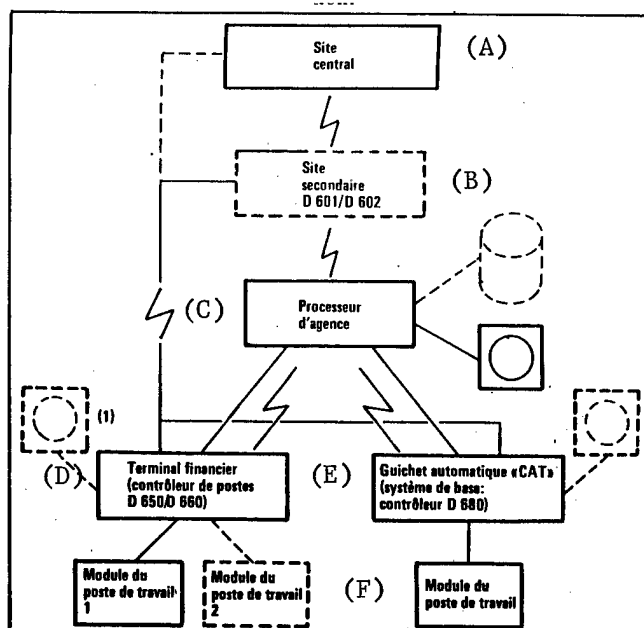 Site
central
(A)
Site
secondaire
D 601/D 602
(B)
Processeur
d'agence
(C)
(1)
(D)
Terminal financier
(contrôleur de postes
D 650/D 660)
(E)
Guichet automatique «CAT»
(système de base:
contrôleur D 680)
Module du
poste de travail
1
Module du
poste de travail
2
(F)
Module du
poste de travail